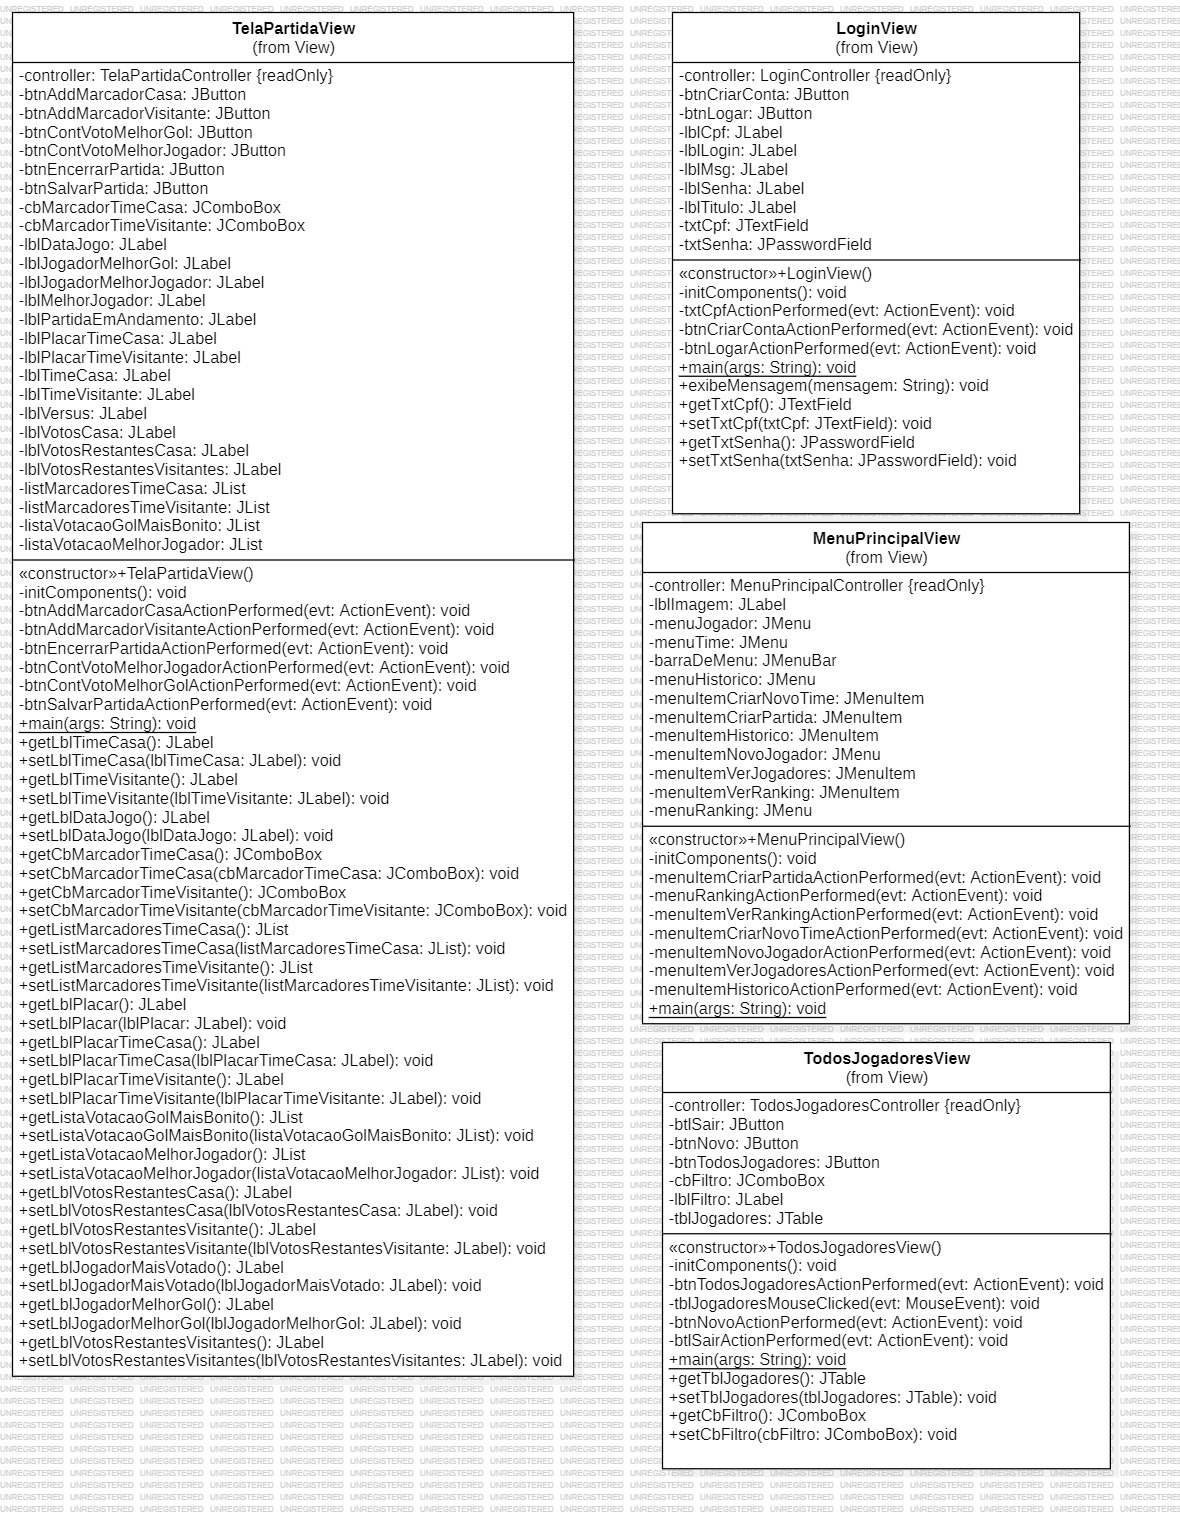 TelaPartidaView
(from View)
-controller: TelaPartidaController {readOnly}
-btnAddMarcadorCasa: JButton
-btnAddMarcadorVisitante: JButton
-btnContVotoMelhorGol: JButton
-btnContVotoMelhorJogador: JButton
-btnEncerrarPartida: JButton
-btnSalvarPartida: JButton
-cbMarcadorTimeCasa: JComboBox
-cbMarcadorTimeVisitante: JComboBox
-lblDataJogo: JLabel
-lblJogadorMelhorGol: JLabel
-lblJogadorMelhorJogador: JLabel
-lblMelhorJogador: JLabel
-lblPartidaEmAndamento: JLabel
-lblPlacarTimeCasa: JLabel
-lblPlacarTimeVisitante: JLabel
-lblTimeCasa: JLabel
-lblTimeVisitante: JLabel
-lblVersus: JLabel
-lblVotosCasa: JLabel
-lblVotosRestantesCasa: JLabel
-lblVotosRestantesVisitantes: JLabel
-listMarcadoresTimeCasa: JList
-listMarcadoresTimeVisitante: JList
-listaVotacaoGolMaisBonito: JList
-listaVotacaoMelhorJogador: JList
«constructor»+TelaPartidaView()
-initComponents(): void
-btnAddMarcadorCasaActionPerformed(evt: ActionEvent): void
-btnAddMarcadorVisitanteActionPerformed(evt: ActionEvent): void
-btnEncerrarPartidaActionPerformed(evt: ActionEvent): void
-btnContVotoMelhorJogadorActionPerformed(evt: ActionEvent): void
-btnContVotoMelhorGolActionPerformed(evt: ActionEvent): void
-btnSalvarPartidaActionPerformed(evt: ActionEvent): void
+main(args: String): void
+getLblTimeCasa(): JLabel
+setLblTimeCasa(lblTimeCasa: JLabel): void
+getLblTimeVisitante(): JLabel
+setLblTimeVisitante(lblTimeVisitante: JLabel): void
+getLblDataJogo(): JLabel
+setLblDataJogo(lblDataJogo: JLabel): void
+getCbMarcadorTimeCasa(): JComboBox
+setCbMarcadorTimeCasa(cbMarcadorTimeCasa: JComboBox): void
+getCbMarcadorTimeVisitante(): JComboBox
+setCbMarcadorTimeVisitante(cbMarcadorTimeVisitante: JComboBox): void
+getListMarcadoresTimeCasa(): JList
+setListMarcadoresTimeCasa(listMarcadoresTimeCasa: JList): void
+getListMarcadoresTimeVisitante(): JList
+setListMarcadoresTimeVisitante(listMarcadoresTimeVisitante: JList): void
+getLblPlacar(): JLabel
+setLblPlacar(lblPlacar: JLabel): void
+getLblPlacarTimeCasa(): JLabel
+setLblPlacarTimeCasa(lblPlacarTimeCasa: JLabel): void
+getLblPlacarTimeVisitante(): JLabel
+setLblPlacarTimeVisitante(lblPlacarTimeVisitante: JLabel): void
+getListaVotacaoGolMaisBonito(): JList
+setListaVotacaoGolMaisBonito(listaVotacaoGolMaisBonito: JList): void
+getListaVotacaoMelhorJogador(): JList
+setListaVotacaoMelhorJogador(listaVotacaoMelhorJogador: JList): void
+getLblVotosRestantesCasa(): JLabel
+setLblVotosRestantesCasa(lblVotosRestantesCasa: JLabel): void
+getLblVotosRestantesVisitante(): JLabel
+setLblVotosRestantesVisitante(lblVotosRestantesVisitante: JLabel): void
+getLblJogadorMaisVotado(): JLabel
+setLblJogadorMaisVotado(lblJogadorMaisVotado: JLabel): void
+getLblJogadorMelhorGol(): JLabel
+setLblJogadorMelhorGol(lblJogadorMelhorGol: JLabel): void
+getLblVotosRestantesVisitantes(): JLabel
+setLblVotosRestantesVisitantes(lblVotosRestantesVisitantes: JLabel): void
LoginView
(from View)
-controller: LoginController {readOnly}
-btnCriarConta: JButton
-btnLogar: JButton
-lblCpf: JLabel
-lblLogin: JLabel
-lblMsg: JLabel
-lblSenha: JLabel
-lblTitulo: JLabel
-txtCpf: JTextField
-txtSenha: JPasswordField
«constructor»+LoginView()
-initComponents(): void
-txtCpfActionPerformed(evt: ActionEvent): void
-btnCriarContaActionPerformed(evt: ActionEvent): void
-btnLogarActionPerformed(evt: ActionEvent): void
+main(args: String): void
+exibeMensagem(mensagem: String): void
+getTxtCpf(): JTextField
+setTxtCpf(txtCpf: JTextField): void
+getTxtSenha(): JPasswordField
+setTxtSenha(txtSenha: JPasswordField): void
MenuPrincipalView
(from View)
-controller: MenuPrincipalController {readOnly}
-lblImagem: JLabel
-menuJogador: JMenu
-menuTime: JMenu
-barraDeMenu: JMenuBar
-menuHistorico: JMenu
-menuItemCriarNovoTime: JMenuItem
-menuItemCriarPartida: JMenuItem
-menuItemHistorico: JMenuItem
-menuItemNovoJogador: JMenu
-menuItemVerJogadores: JMenuItem
-menuItemVerRanking: JMenuItem
-menuRanking: JMenu
«constructor»+MenuPrincipalView()
-initComponents(): void
-menuItemCriarPartidaActionPerformed(evt: ActionEvent): void
-menuRankingActionPerformed(evt: ActionEvent): void
-menuItemVerRankingActionPerformed(evt: ActionEvent): void
-menuItemCriarNovoTimeActionPerformed(evt: ActionEvent): void
-menuItemNovoJogadorActionPerformed(evt: ActionEvent): void
-menuItemVerJogadoresActionPerformed(evt: ActionEvent): void
-menuItemHistoricoActionPerformed(evt: ActionEvent): void
+main(args: String): void
TodosJogadoresView
(from View)
-controller: TodosJogadoresController {readOnly}
-btlSair: JButton
-btnNovo: JButton
-btnTodosJogadores: JButton
-cbFiltro: JComboBox
-lblFiltro: JLabel
-tblJogadores: JTable
«constructor»+TodosJogadoresView()
-initComponents(): void
-btnTodosJogadoresActionPerformed(evt: ActionEvent): void
-tblJogadoresMouseClicked(evt: MouseEvent): void
-btnNovoActionPerformed(evt: ActionEvent): void
-btlSairActionPerformed(evt: ActionEvent): void
+main(args: String): void
+getTblJogadores(): JTable
+setTblJogadores(tblJogadores: JTable): void
+getCbFiltro(): JComboBox
+setCbFiltro(cbFiltro: JComboBox): void